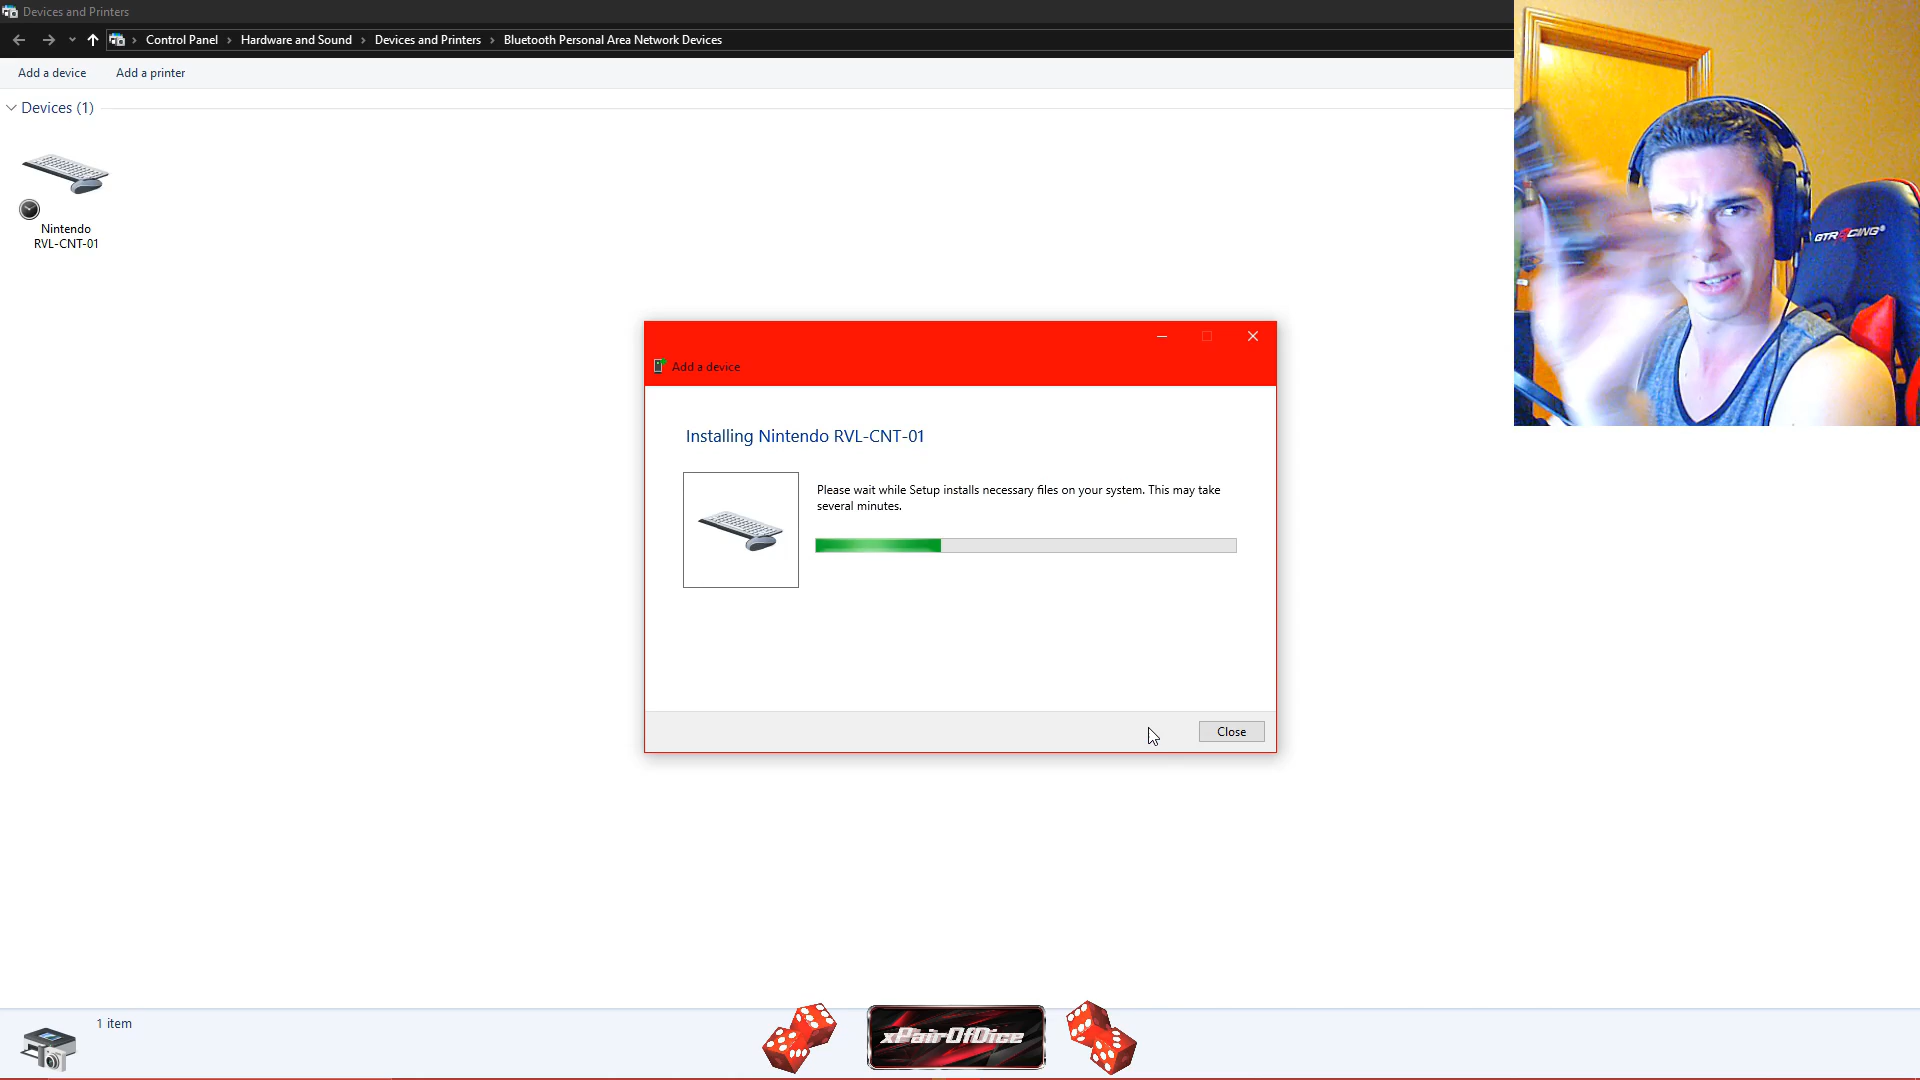 Devices and Printers
Control Panel
Hardware and Sound
Devices and Printers
Bluetooth Personal Area Network Devices
Add a device
Add a printer
Devices (1)
Nintendo
RVL-CNT-01
GTRACING
Add a device
Installing Nintendo RVL-CNT-01
Please wait while Setup installs necessary files on your system. This may take
several minutes.
Close
1 item
xPairOfDice